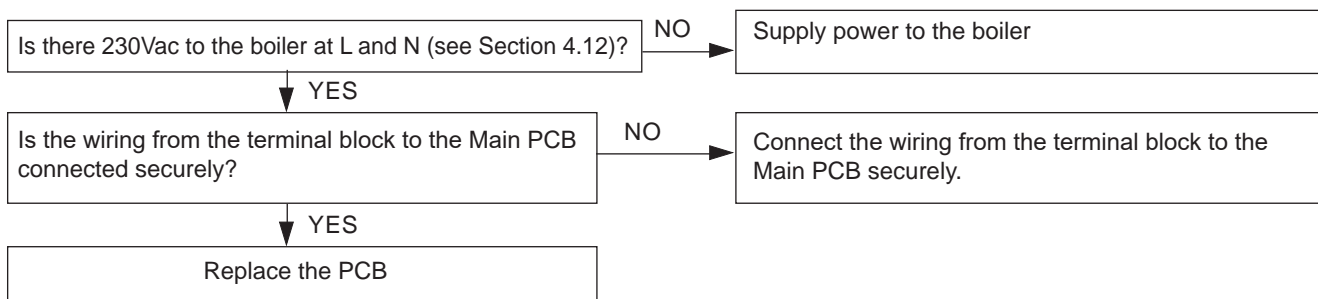 Is there 230Vac to the boiler at L and N (see Section 4.12)?
NO
Supply power to the boiler
YES
Is the wiring from the terminal block to the Main PCB
connected securely?
NO
Connect the wiring from the terminal block to the
Main PCB securely.
YES
Replace the PCB